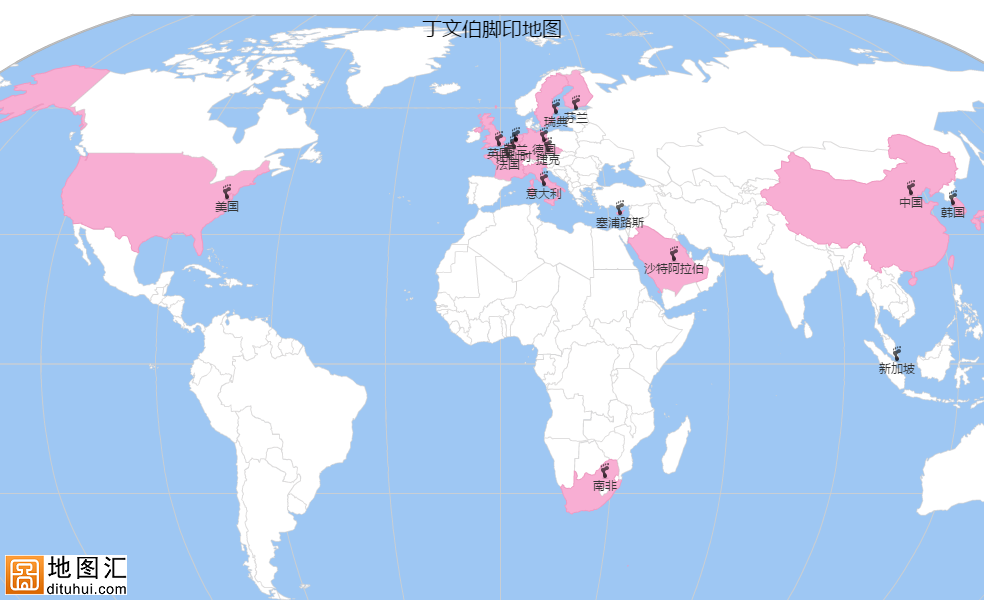 丁文伯脚印地图
瑞典
芬兰
英国
荷兰
德国
比利时
法国
捷克
意大利
美国
塞浦路斯
中国
韩国
沙特阿拉伯
新加坡
南非
地图汇
dituhui.com